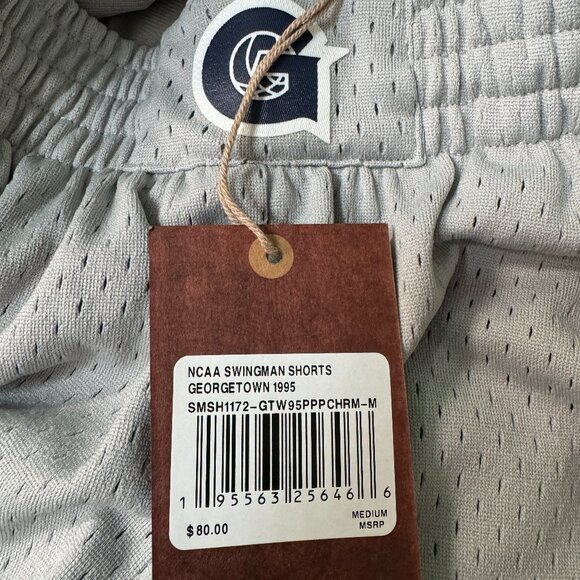 G
NCAA SWINGMAN SHORTS
GEORGETOWN 1995
SMSH1172-GTW95PPPCHRM-M
1 95563 25646 6
$80.00
MEDIUM
MSRP